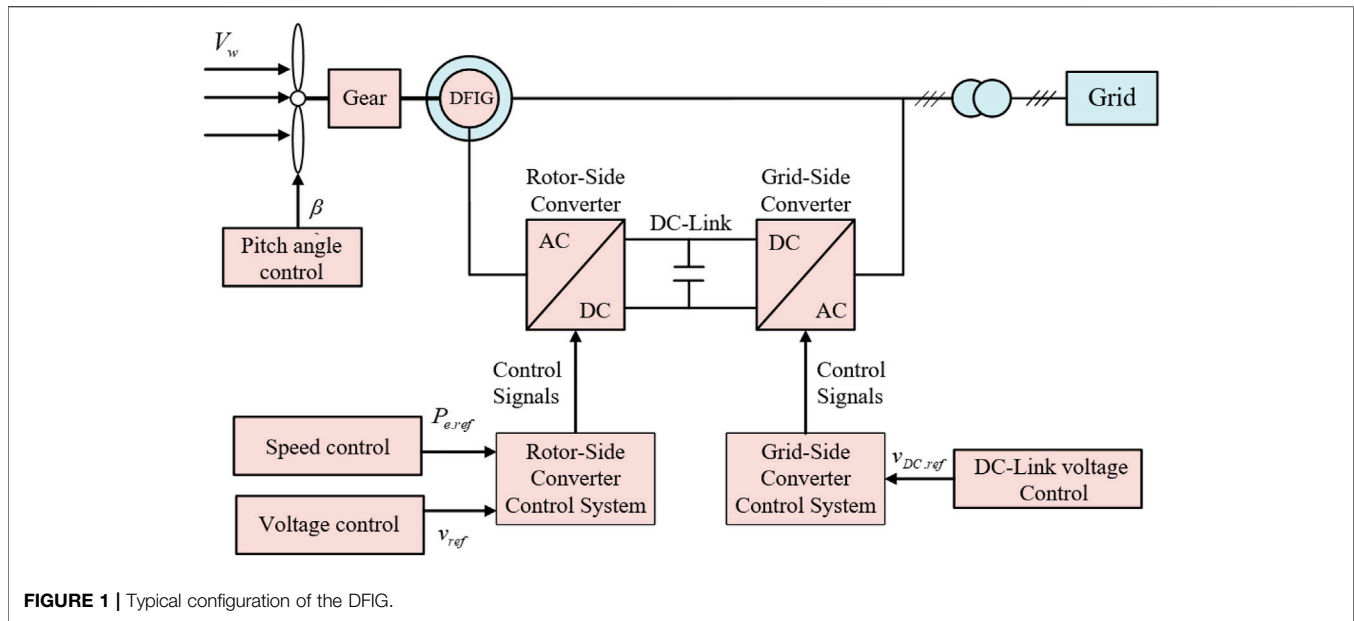 V_w
Gear
DFIG
Grid
β
Pitch angle
control
Rotor-Side
Converter
AC
DC
DC-Link
Grid-Side
Converter
DC
AC
Control
Signals
Control
Signals
Speed control
P_e.ref
Voltage control
v_ref
Rotor-Side
Converter
Control System
Grid-Side
Converter
Control System
v_DC.ref
DC-Link voltage
Control
FIGURE 1 | Typical configuration of the DFIG.